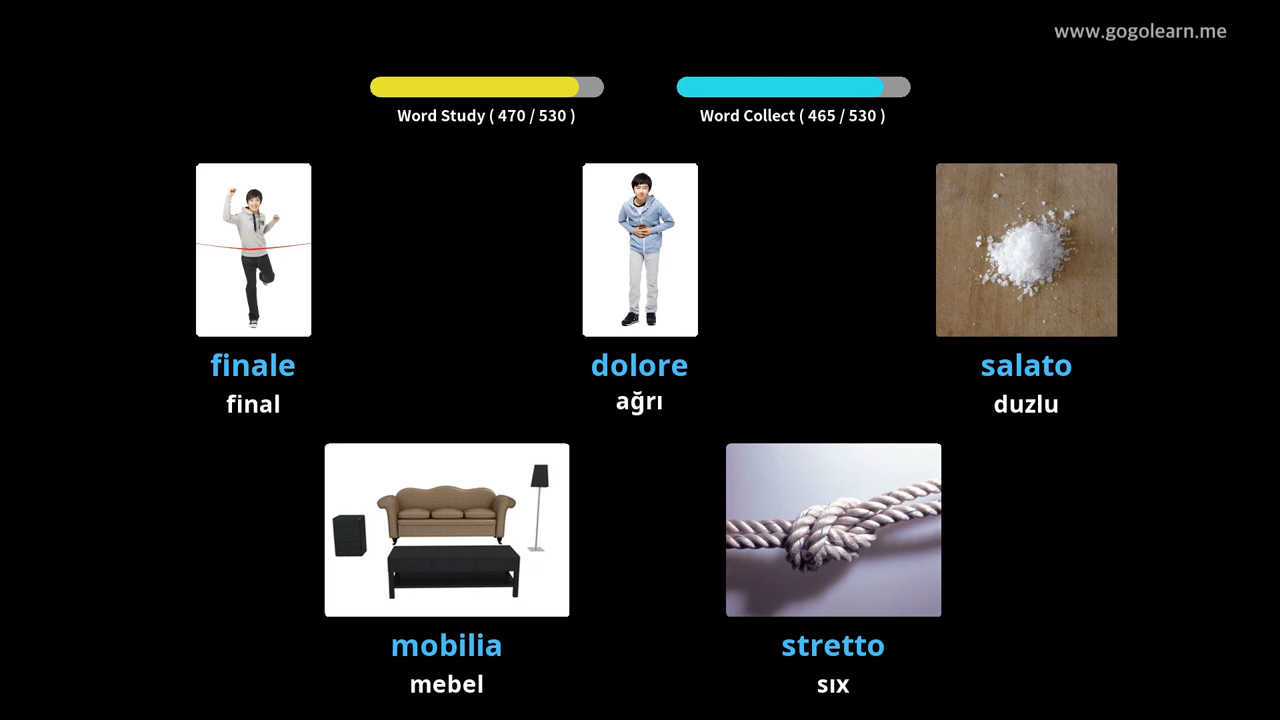 www.gogolearn.me
Word Study ( 470 / 530 )
Word Collect ( 465 / 530 )
finale
final
dolore
ağrı
salato
duzlu
mobilia
mebel
stretto
sıx